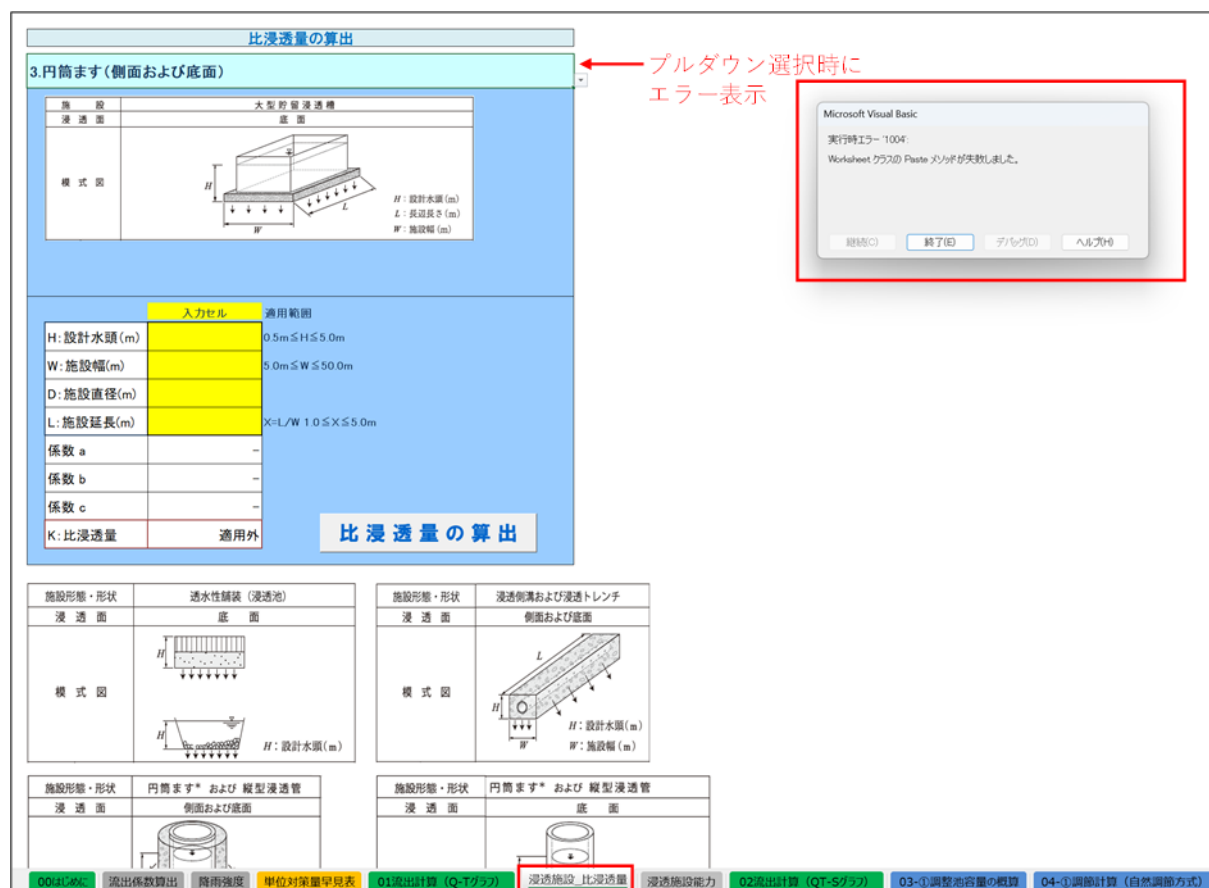 比浸透量の算出
3.円筒ます(側面および底面)
プルダウン選択時に
エラー表示
施 設 大型貯留浸透槽
浸 透 面 底 面
模 式 図
H
L
W
H：設計水頭(m)
L：長辺長さ(m)
W：施設幅(m)
Microsoft Visual Basic
実行時エラー '1004':
Worksheet クラスの Paste メソッドが失敗しました。
継続(C) 終了(E) デバッグ(D) ヘルプ(H)
入力セル 適用範囲
H:設計水頭(m) 0.5m≦H≦5.0m
W:施設幅(m) 5.0m≦W≦50.0m
D:施設直径(m)
L:施設延長(m) X=L/W 1.0≦X≦5.0m
係数 a -
係数 b -
係数 c -
K:比浸透量 適用外
比浸透量の算出
施設形態・形状 透水性舗装（浸透池）
浸 透 面 底 面
模 式 図
H
H
H：設計水頭(m)
施設形態・形状 浸透側溝および浸透トレンチ
浸 透 面 側面および底面
模 式 図
L
H
W
H：設計水頭(m)
W：施設幅(m)
施設形態・形状 円筒ます* および 縦型浸透管
浸 透 面 側面および底面
施設形態・形状 円筒ます* および 縦型浸透管
浸 透 面 底 面
00はじめに 流出係数算出 降雨強度 単位対策量早見表 01流出計算（Q-Tグラフ） 浸透施設_比浸透量 浸透施設能力 02流出計算（QT-Sグラフ） 03-①調整池容量の概算 04-①調節計算（自然調節方式）